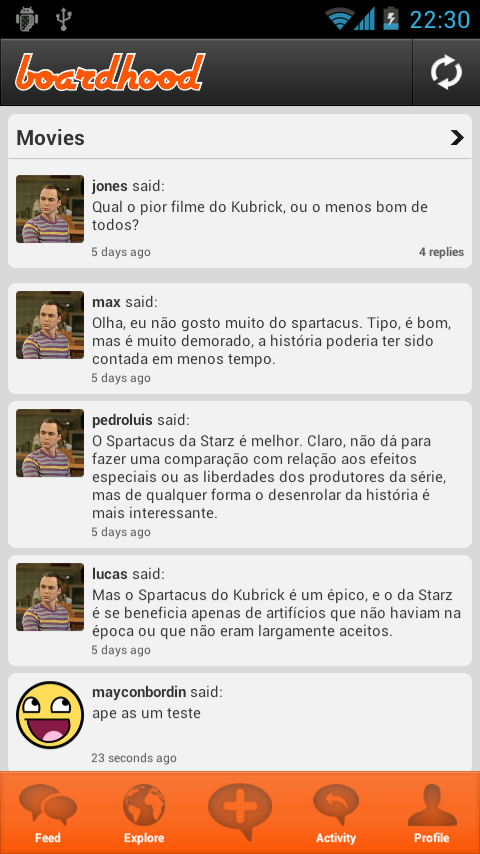 22:30
boardhood
Movies
jones said:
Qual o pior filme do Kubrick, ou o menos bom de
todos?
5 days ago
4 replies
max said:
Olha, eu não gosto muito do spartacus. Tipo, é bom,
mas é muito demorado, a história poderia ter sido
contada em menos tempo.
5 days ago
pedroluis said:
O Spartacus da Starz é melhor. Claro, não dá para
fazer uma comparação com relação aos efeitos
especiais ou as liberdades dos produtores da série,
mas de qualquer forma o desenrolar da história é
mais interessante.
5 days ago
lucas said:
Mas o Spartacus do Kubrick é um épico, e o da Starz
é se beneficia apenas de artifícios que não haviam na
época ou que não eram largamente aceitos.
5 days ago
mayconbordin said:
ape as um teste
23 seconds ago
Feed
Explore
Activity
Profile